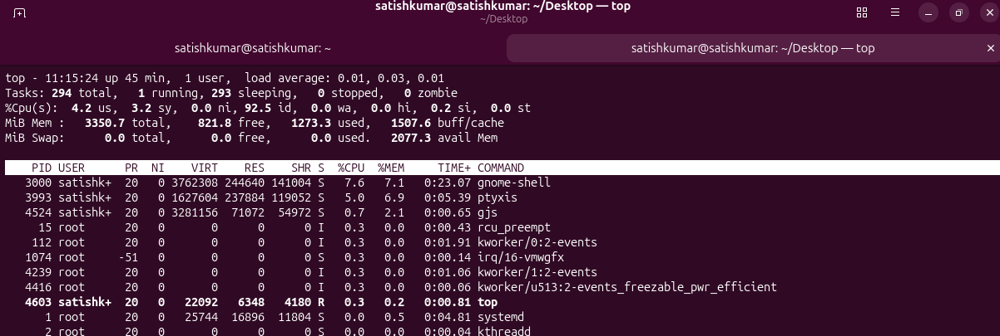 satishkumar@satishkumar: ~/Desktop — top
~/Desktop
satishkumar@satishkumar: ~
satishkumar@satishkumar: ~/Desktop — top
top - 11:15:24 up 45 min,  1 user,  load average: 0.01, 0.03, 0.01
Tasks: 294 total,   1 running, 293 sleeping,   0 stopped,   0 zombie
%Cpu(s):  4.2 us,  3.2 sy,  0.0 ni, 92.5 id,  0.0 wa,  0.0 hi,  0.2 si,  0.0 st
MiB Mem :   3350.7 total,    821.8 free,   1273.3 used,   1507.6 buff/cache
MiB Swap:      0.0 total,      0.0 free,      0.0 used.   2077.3 avail Mem
    PID USER      PR  NI    VIRT    RES    SHR S  %CPU  %MEM     TIME+ COMMAND
   3000 satishk+  20   0 3762308 244640 141004 S   7.6   7.1   0:23.07 gnome-shell
   3993 satishk+  20   0 1627604 237884 119052 S   5.0   6.9   0:05.39 ptyxis
   4524 satishk+  20   0 3281156  71072  54972 S   0.7   2.1   0:00.65 gjs
     15 root      20   0       0      0      0 I   0.3   0.0   0:00.43 rcu_preempt
    112 root      20   0       0      0      0 I   0.3   0.0   0:01.91 kworker/0:2-events
   1074 root     -51   0       0      0      0 S   0.3   0.0   0:00.14 irq/16-vmwgfx
   4239 root      20   0       0      0      0 I   0.3   0.0   0:01.06 kworker/1:2-events
   4416 root      20   0       0      0      0 I   0.3   0.0   0:00.06 kworker/u513:2-events_freezable_pwr_efficient
   4603 satishk+  20   0   22092   6348   4180 R   0.3   0.2   0:00.81 top
      1 root      20   0   25744  16896  11804 S   0.0   0.5   0:04.81 systemd
      2 root      20   0       0      0      0 S   0.0   0.0   0:00.04 kthreadd